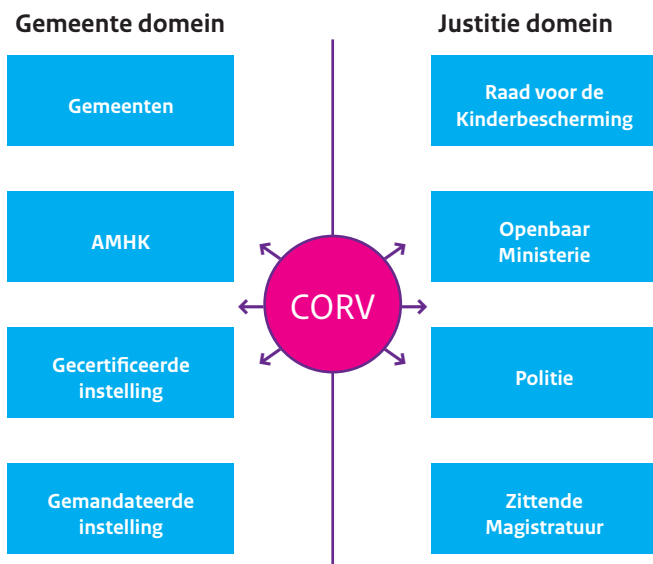 Gemeente domein
Justitie domein
Gemeenten
Raad voor de
Kinderbescherming
AMHK
Openbaar
Ministerie
CORV
Gecertificeerde
instelling
Politie
Gemandateerde
instelling
Zittende
Magistratuur